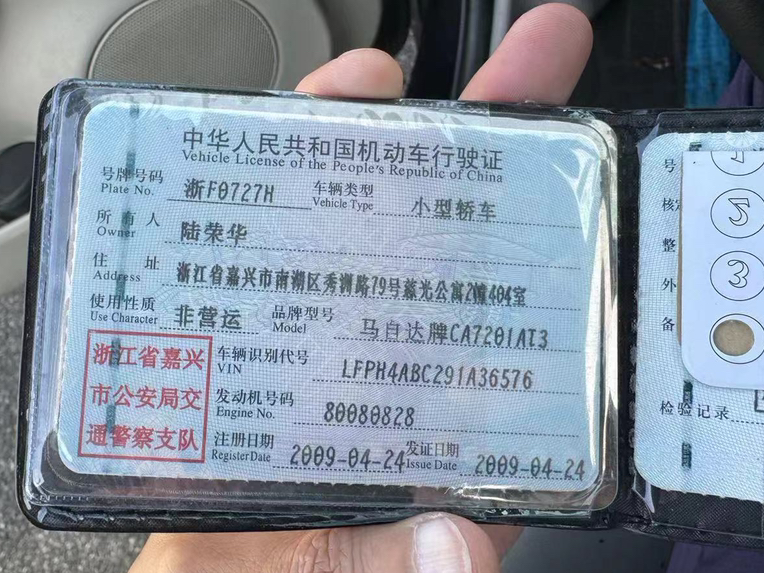 中华人民共和国机动车行驶证
Vehicle License of the People's Republic of China
号牌号码 浙F0727H 车辆类型 小型轿车
Plate No. Vehicle Type
所有人 陆荣华
Owner
住址 浙江省嘉兴市南湖区秀洲路79号慈光公寓2幢404室
Address
使用性质 非营运 品牌型号 马自达牌CA7201AT3
Use Character Model
浙江省嘉兴
市公安局交
通警察支队
车辆识别代号 LFPH4ABC291A36576
VIN
发动机号码 80080828
Engine No.
注册日期 2009-04-24 发证日期 2009-04-24
Register Date Issue Date
号
核定
整
外
备
检验记录
5
3